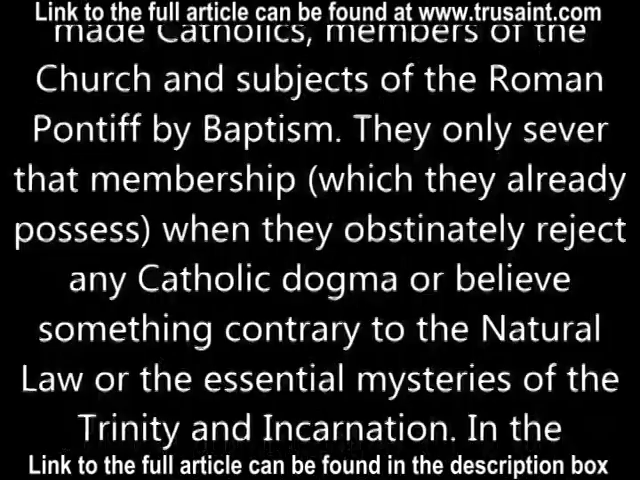 Link to the full article can be found at www.trusaint.com
made Catholics, members of the
Church and subjects of the Roman
Pontiff by Baptism. They only sever
that membership (which they already
possess) when they obstinately reject
any Catholic dogma or believe
something contrary to the Natural
Law or the essential mysteries of the
Trinity and Incarnation. In the
Link to the full article can be found in the description box